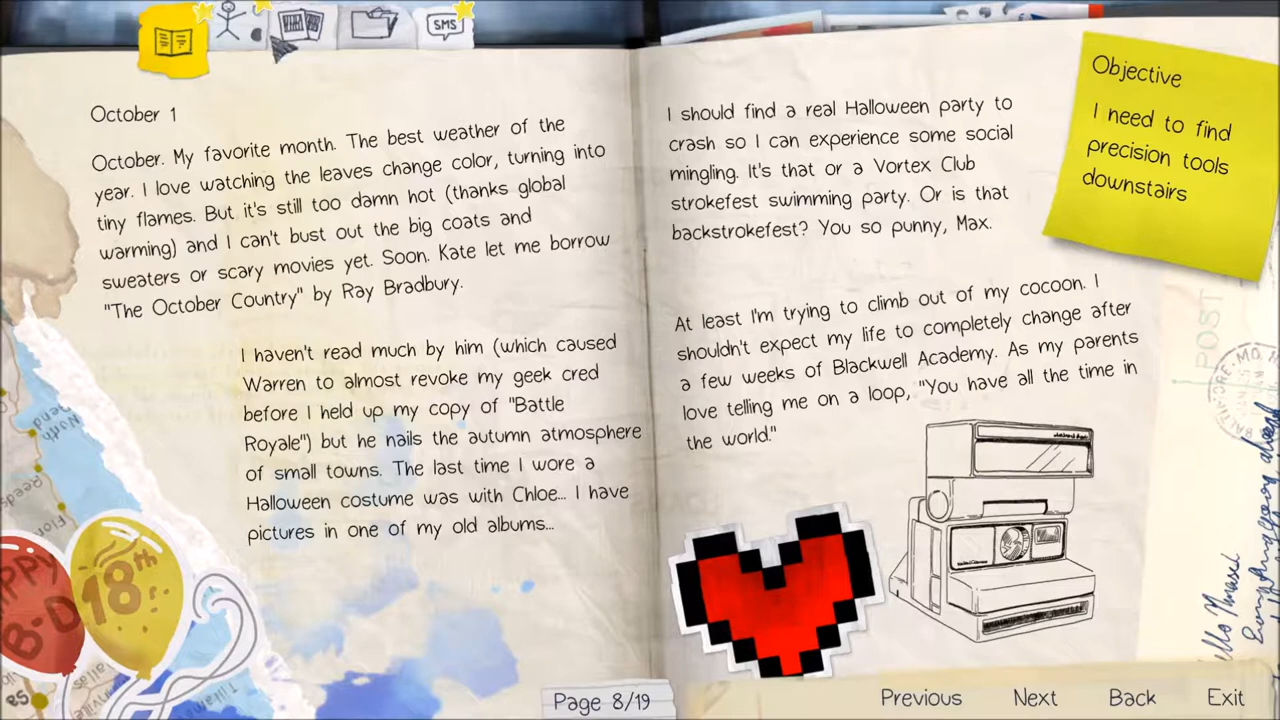 SMS
October 1
October. My favorite month. The best weather of the
year. I love watching the leaves change color, turning into
tiny flames. But it's still too damn hot (thanks global
warming) and I can't bust out the big coats and
sweaters or scary movies yet. Soon. Kate let me borrow
"The October Country" by Ray Bradbury.
I haven't read much by him (which caused
Warren to almost revoke my geek cred
before I held up my copy of "Battle
Royale") but he nails the autumn atmosphere
of small towns. The last time I wore a
Halloween costume was with Chloe... I have
pictures in one of my old albums...
I should find a real Halloween party to
crash so I can experience some social
mingling. It's that or a Vortex Club
strokefest swimming party. Or is that
backstrokefest? You so punny, Max.
At least I'm trying to climb out of my cocoon. I
shouldn't expect my life to completely change after
a few weeks of Blackwell Academy. As my parents
love telling me on a loop, "You have all the time in
the world."
Objective
I need to find
precision tools
downstairs
POST
North
Bend
Reeds
PPY
B-D
18th
Page 8/19
Previous
Next
Back
Exit